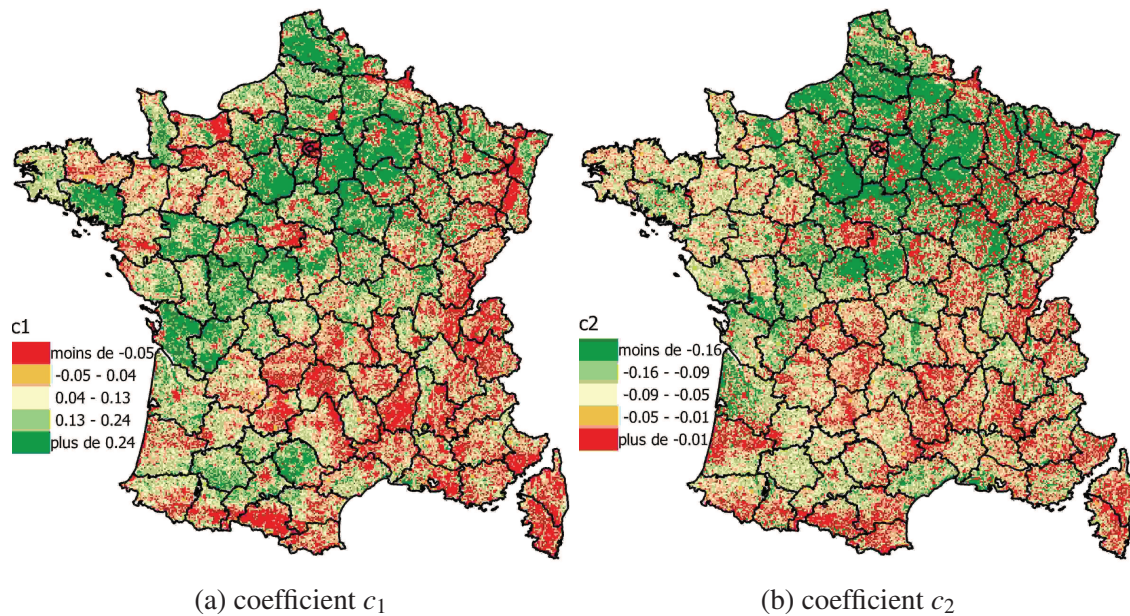 c1
moins de -0.05
-0.05 - 0.04
0.04 - 0.13
0.13 - 0.24
plus de 0.24
c2
moins de -0.16
-0.16 - -0.09
-0.09 - -0.05
-0.05 - -0.01
plus de -0.01
(a) coefficient c1
(b) coefficient c2